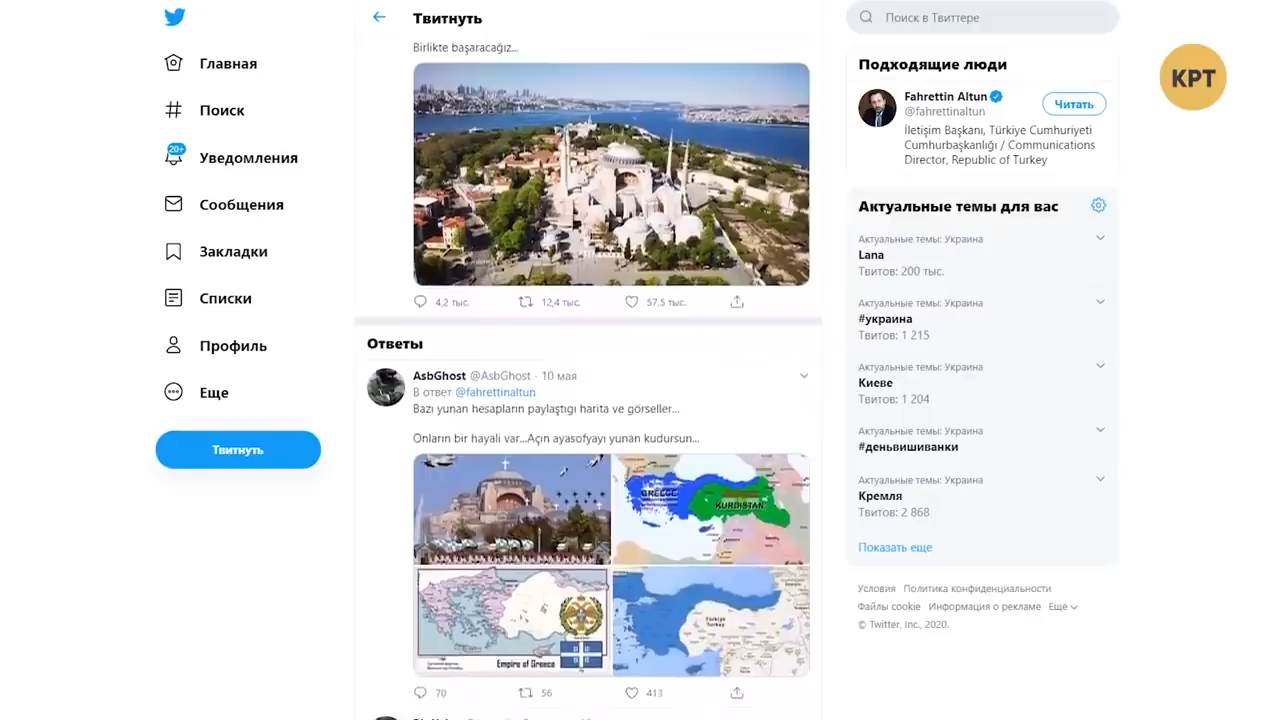 Главная
Поиск
20+
Уведомления
Сообщения
Закладки
Списки
Профиль
Еще
Твитнуть
Твитнуть
Birlikte başaracağız...
4,2 тыс.
12,4 тыс.
57,5 тыс.
Ответы
AsbGhost @AsbGhost · 10 мая
В ответ @fahrettinaltun
Bazı yunan hesapların paylaştıgı harita ve görseller...
Onların bir hayali var...Açın ayasofyayı yunan kudursun...
GREECE
KURDISTAN
Empire of Greece
Türkiye
Turkey
70
56
413
Поиск в Твиттере
Подходящие люди
Fahrettin Altun
@fahrettinaltun
Читать
İletişim Başkanı, Türkiye Cumhuriyeti
Cumhurbaşkanlığı / Communications
Director, Republic of Turkey
Актуальные темы для вас
Актуальные темы: Украина
Lana
Твитов: 200 тыс.
Актуальные темы: Украина
#украина
Твитов: 1 215
Актуальные темы: Украина
Киеве
Твитов: 1 204
Актуальные темы: Украина
#деньвишиванки
Актуальные темы: Украина
Кремля
Твитов: 2 868
Показать еще
Условия Политика конфиденциальности
Файлы cookie Информация о рекламе Еще
© Twitter, Inc., 2020.
КРТ